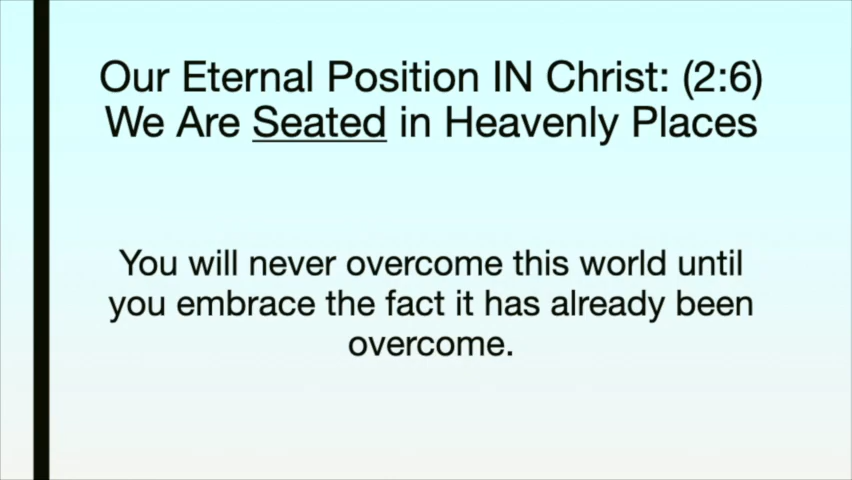 Our Eternal Position IN Christ: (2:6)
We Are Seated in Heavenly Places
You will never overcome this world until
you embrace the fact it has already been
overcome.